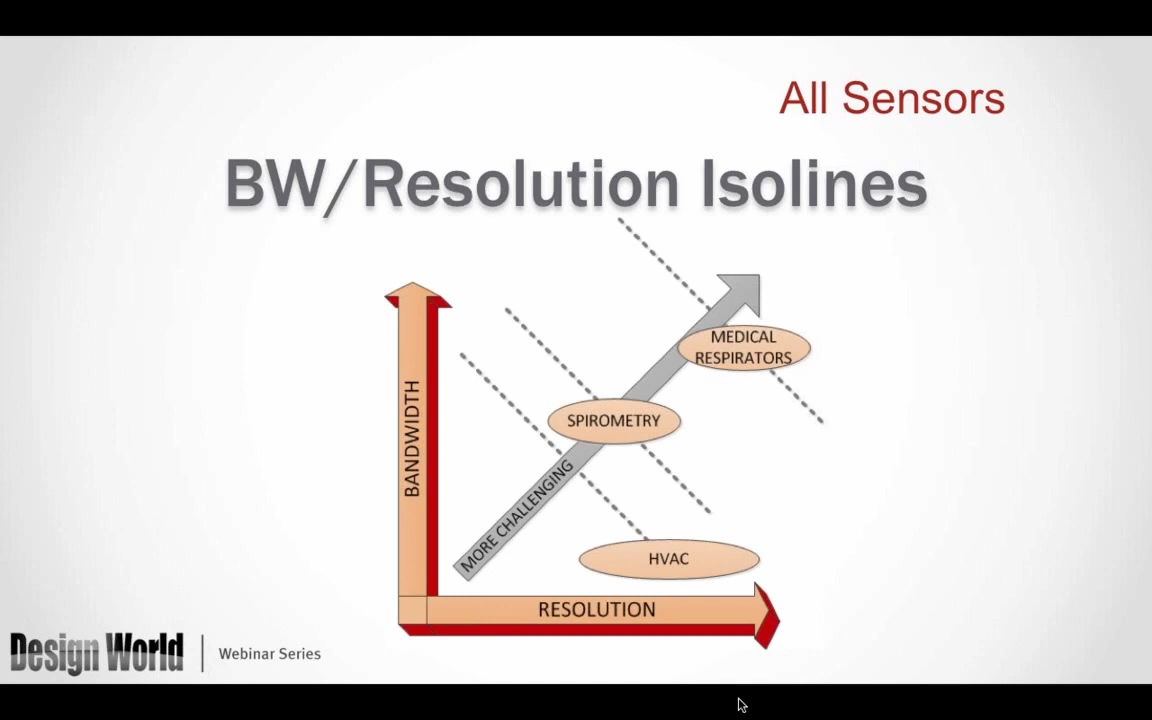 All Sensors
BW/Resolution Isolines
MEDICAL
RESPIRATORS
SPIROMETRY
BANDWIDTH
MORE CHALLENGING
HVAC
RESOLUTION
Design World
Webinar Series